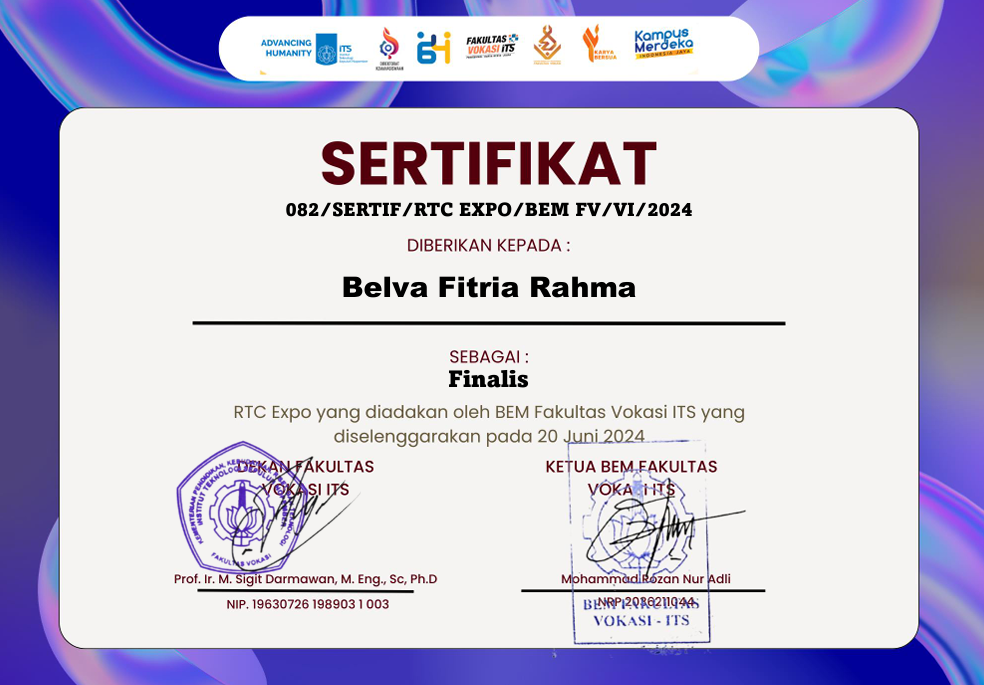 ADVANCING
HUMANITY
ITS
FAKULTAS
VOKASI ITS
KARYA
BERSUA
Kampus
Merdeka
INDONESIA JAYA
SERTIFIKAT
082/SERTIF/RTC EXPO/BEM FV/VI/2024
DIBERIKAN KEPADA :
Belva Fitria Rahma
SEBAGAI :
Finalis
RTC Expo yang diadakan oleh BEM Fakultas Vokasi ITS yang
diselenggarakan pada 20 Juni 2024
DEKAN FAKULTAS
VOKASI ITS
KETUA BEM FAKULTAS
VOKASI ITS
FAKULTAS VOKASI
Prof. Ir. M. Sigit Darmawan, M. Eng., Sc, Ph.D
NIP. 19630726 198903 1 003
Mohammad Rozan Nur Adli
NRP
BEM FAKULTAS
VOKASI - ITS